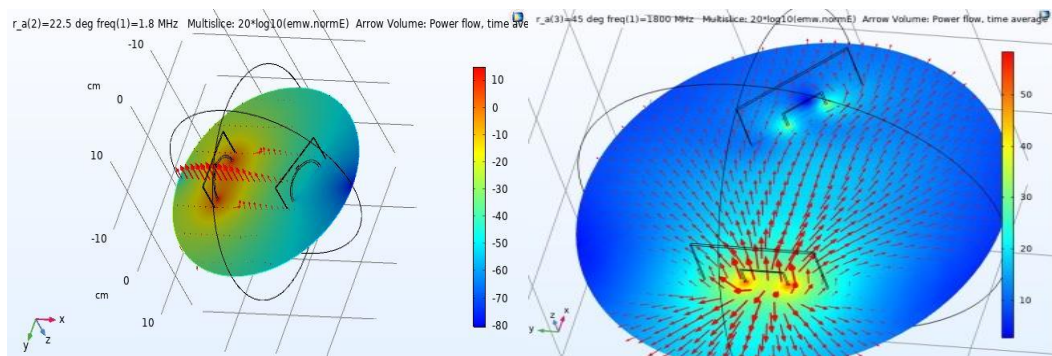 r_a(2)=22.5 deg freq(1)=1.8 MHz Multislice: 20*log10(emw.normE) Arrow Volume: Power flow, time ave
-10
cm
0
10
-10
0
cm
10
x
y
z
10
0
-10
-20
-30
-40
-50
-60
-70
-80
r_a(3)=45 deg freq(1)=1800 MHz Multislice: 20*log10(emw.normE) Arrow Volume: Power flow, time average
50
40
30
20
10
z
x
y